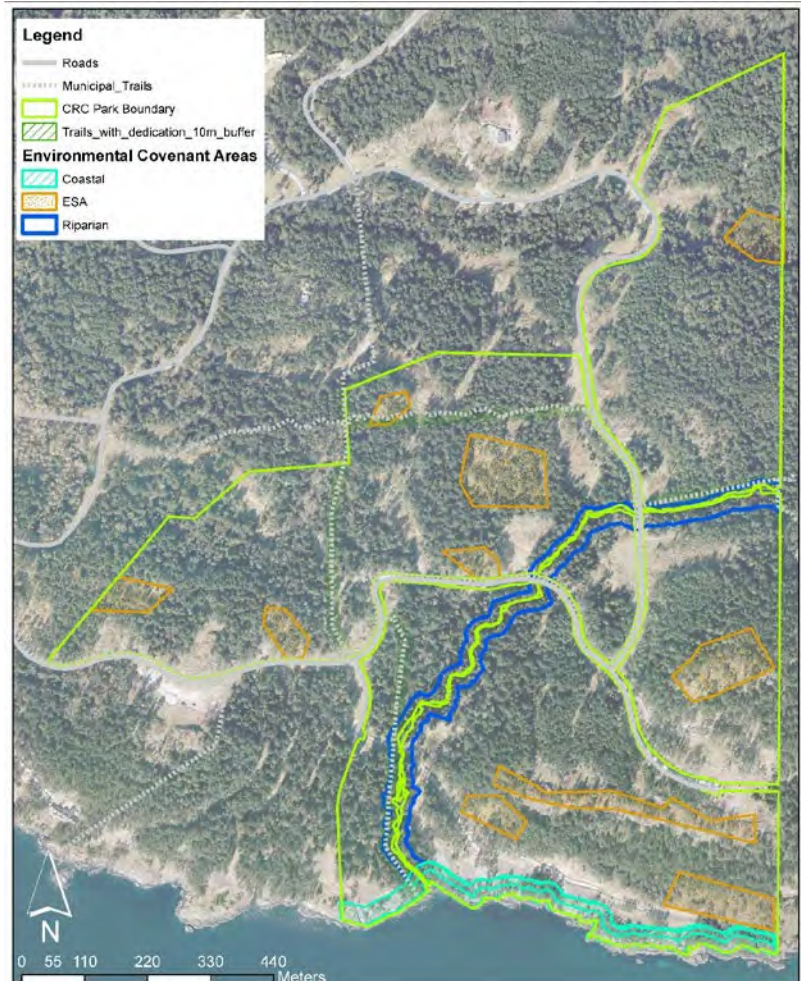 Legend
Roads
Municipal_Trails
CRC Park Boundary
Trails_with_dedication_10m_buffer
Environmental Covenant Areas
Coastal
ESA
Riparian
N
0 55 110 220 330 440
Meters